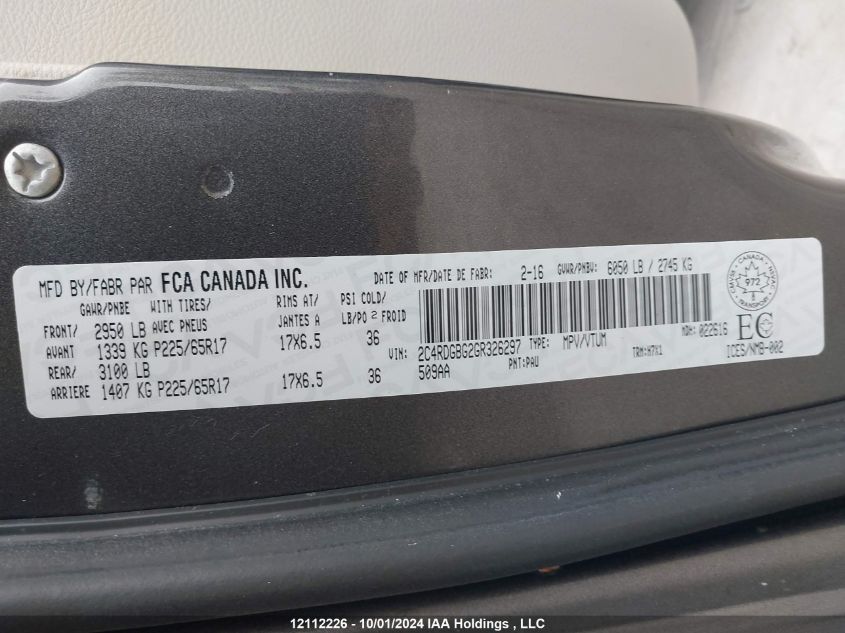 MFD BY/FABR PAR FCA CANADA INC. DATE OF MFR/DATE DE FABR: 2-16 GVWR/PNBV: 6050 LB / 2745 KG
GAWR/PNBE WITH TIRES/ RIMS AT/ PSI COLD/
FRONT/ 2950 LB AVEC PNEUS JANTES A LB/PO 2 FROID
AVANT 1339 KG P225/65R17 17X6.5 36
REAR/ 3100 LB
ARRIERE 1407 KG P225/65R17 17X6.5 36
VIN: 2C4RDGBG2GR326297 TYPE: MPV/VTUM MDH: 022616
509AA PNT:PAU TRM:H7X1
CANADA
972
TRANSPORT
EC
ICES/NMB-002
12112226 - 10/01/2024 IAA Holdings , LLC